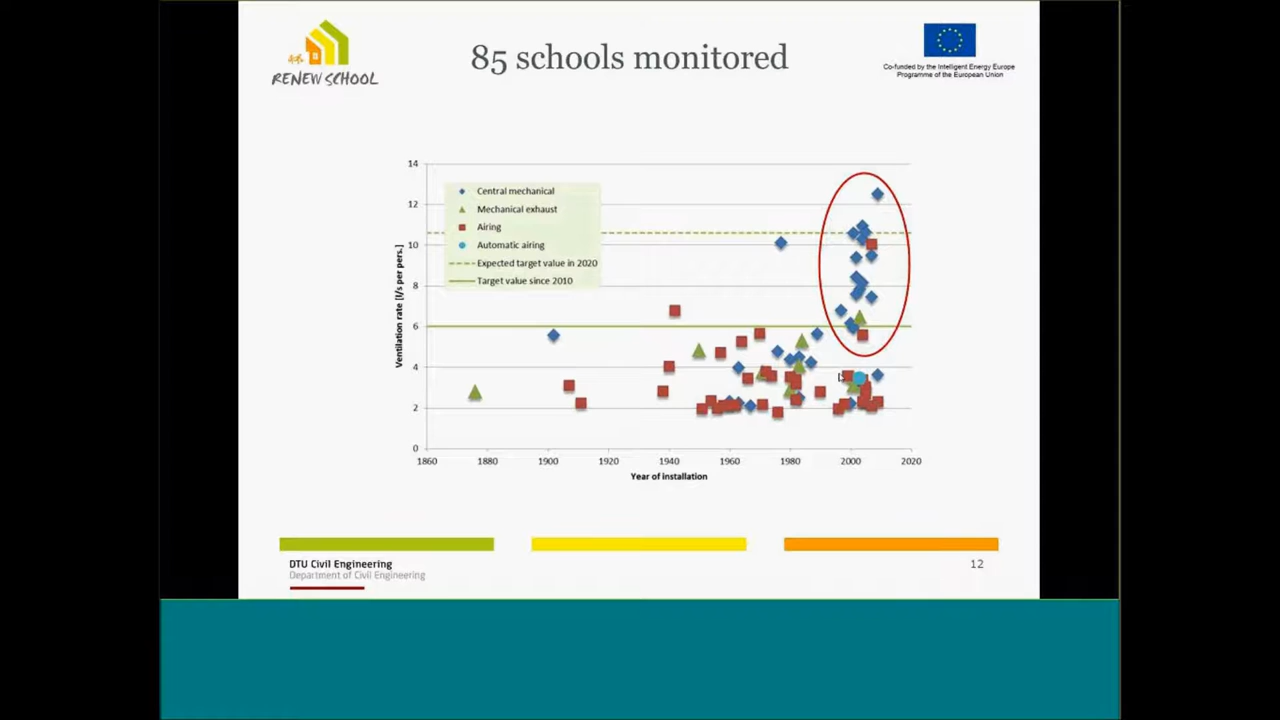 RENEW SCHOOL
85 schools monitored
Co-funded by the Intelligent Energy Europe
Programme of the European Union
14
12
10
8
6
4
2
0
Ventilation rate [l/s per pers.]
Central mechanical
Mechanical exhaust
Airing
Automatic airing
Expected target value in 2020
Target value since 2010
1860 1880 1900 1920 1940 1960 1980 2000 2020
Year of installation
DTU Civil Engineering
Department of Civil Engineering
12